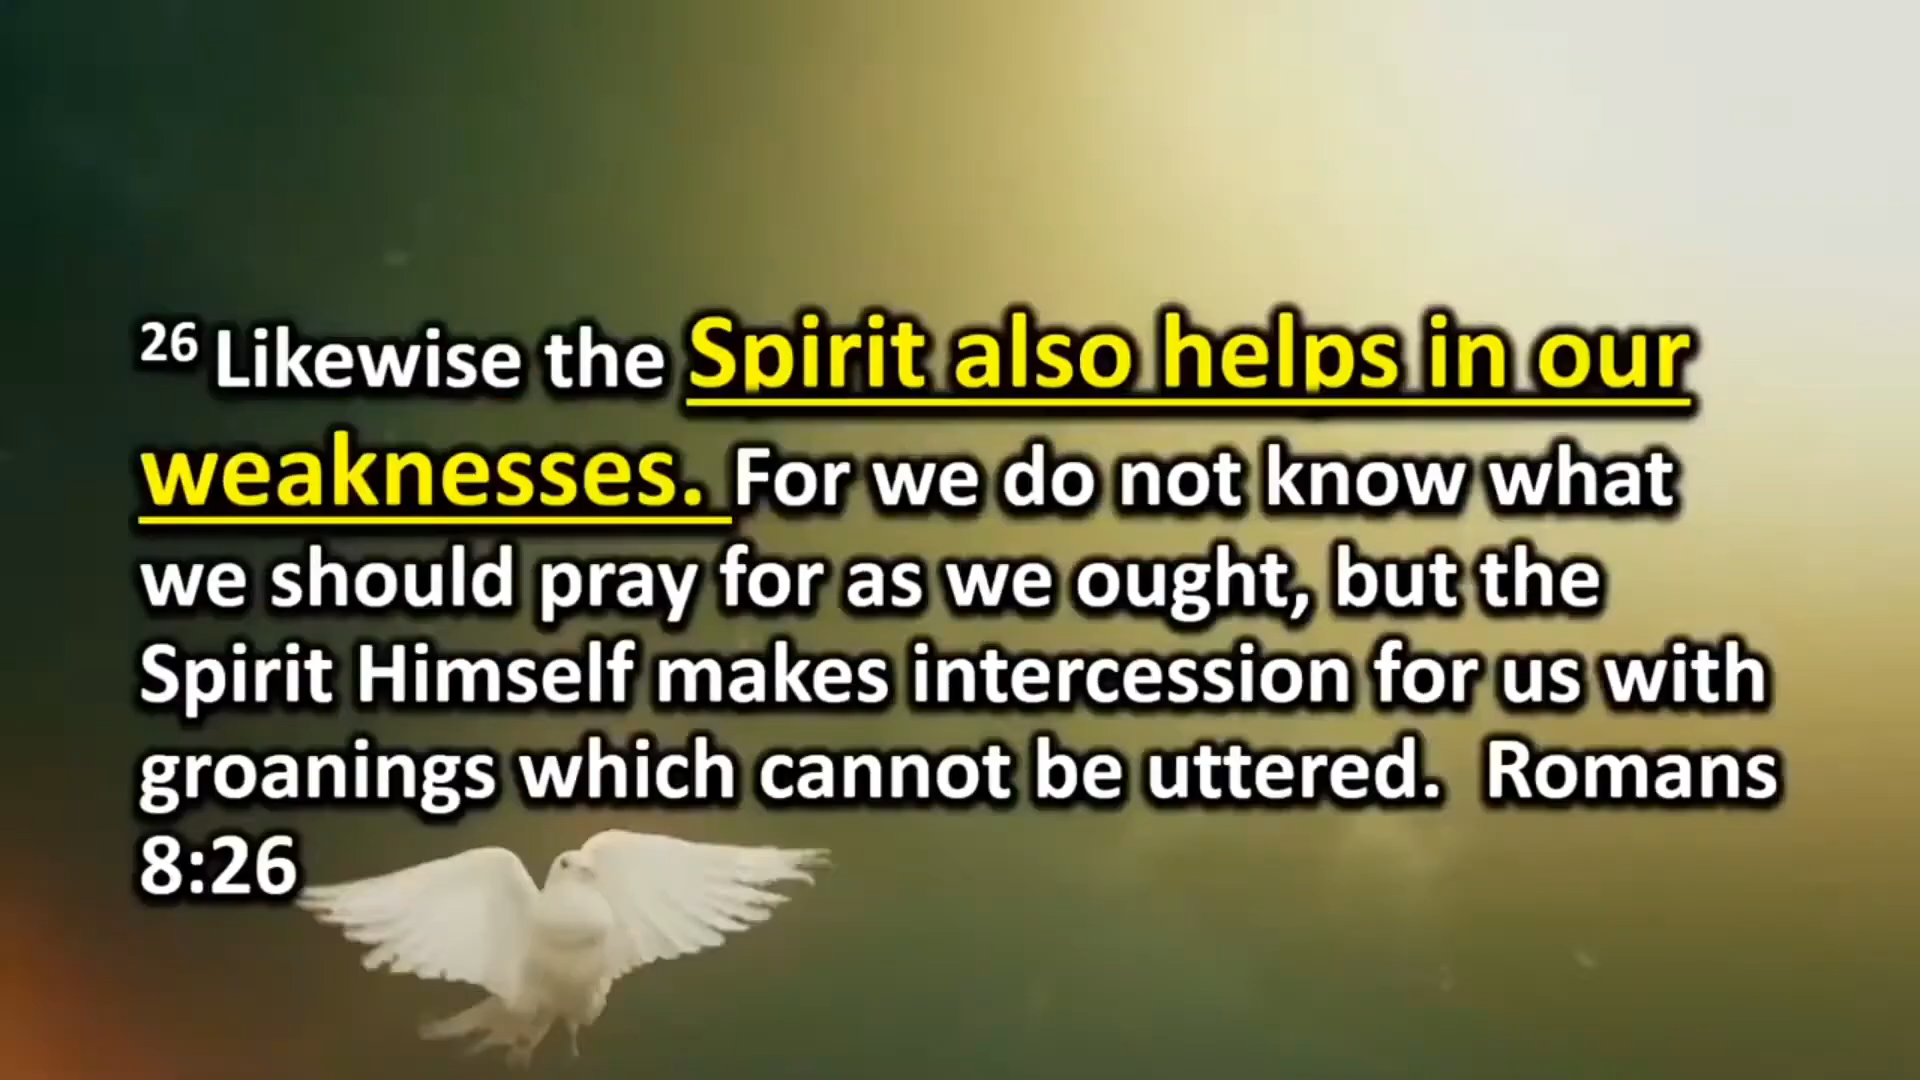 26 Likewise the Spirit also helps in our
weaknesses. For we do not know what
we should pray for as we ought, but the
Spirit Himself makes intercession for us with
groanings which cannot be uttered.  Romans
8:26